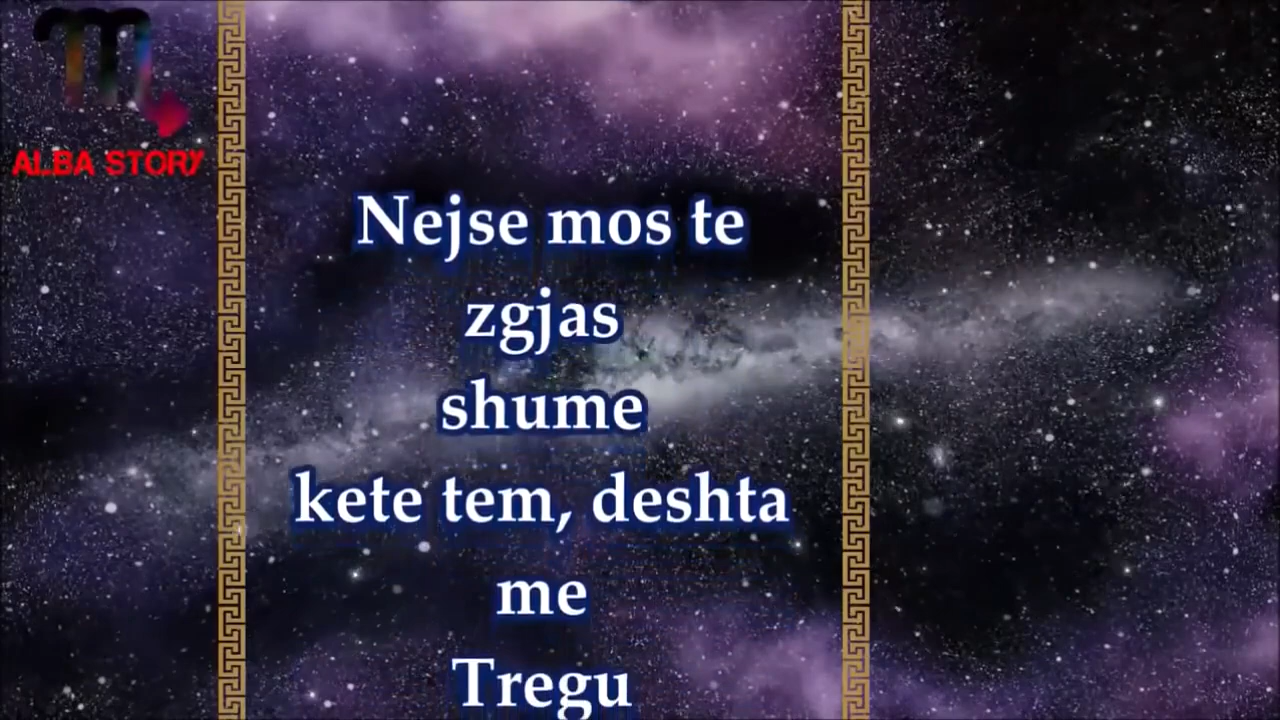 ALBA STORY
Nejse mos te
zgjas
shume
kete tem, deshta
me
Tregu